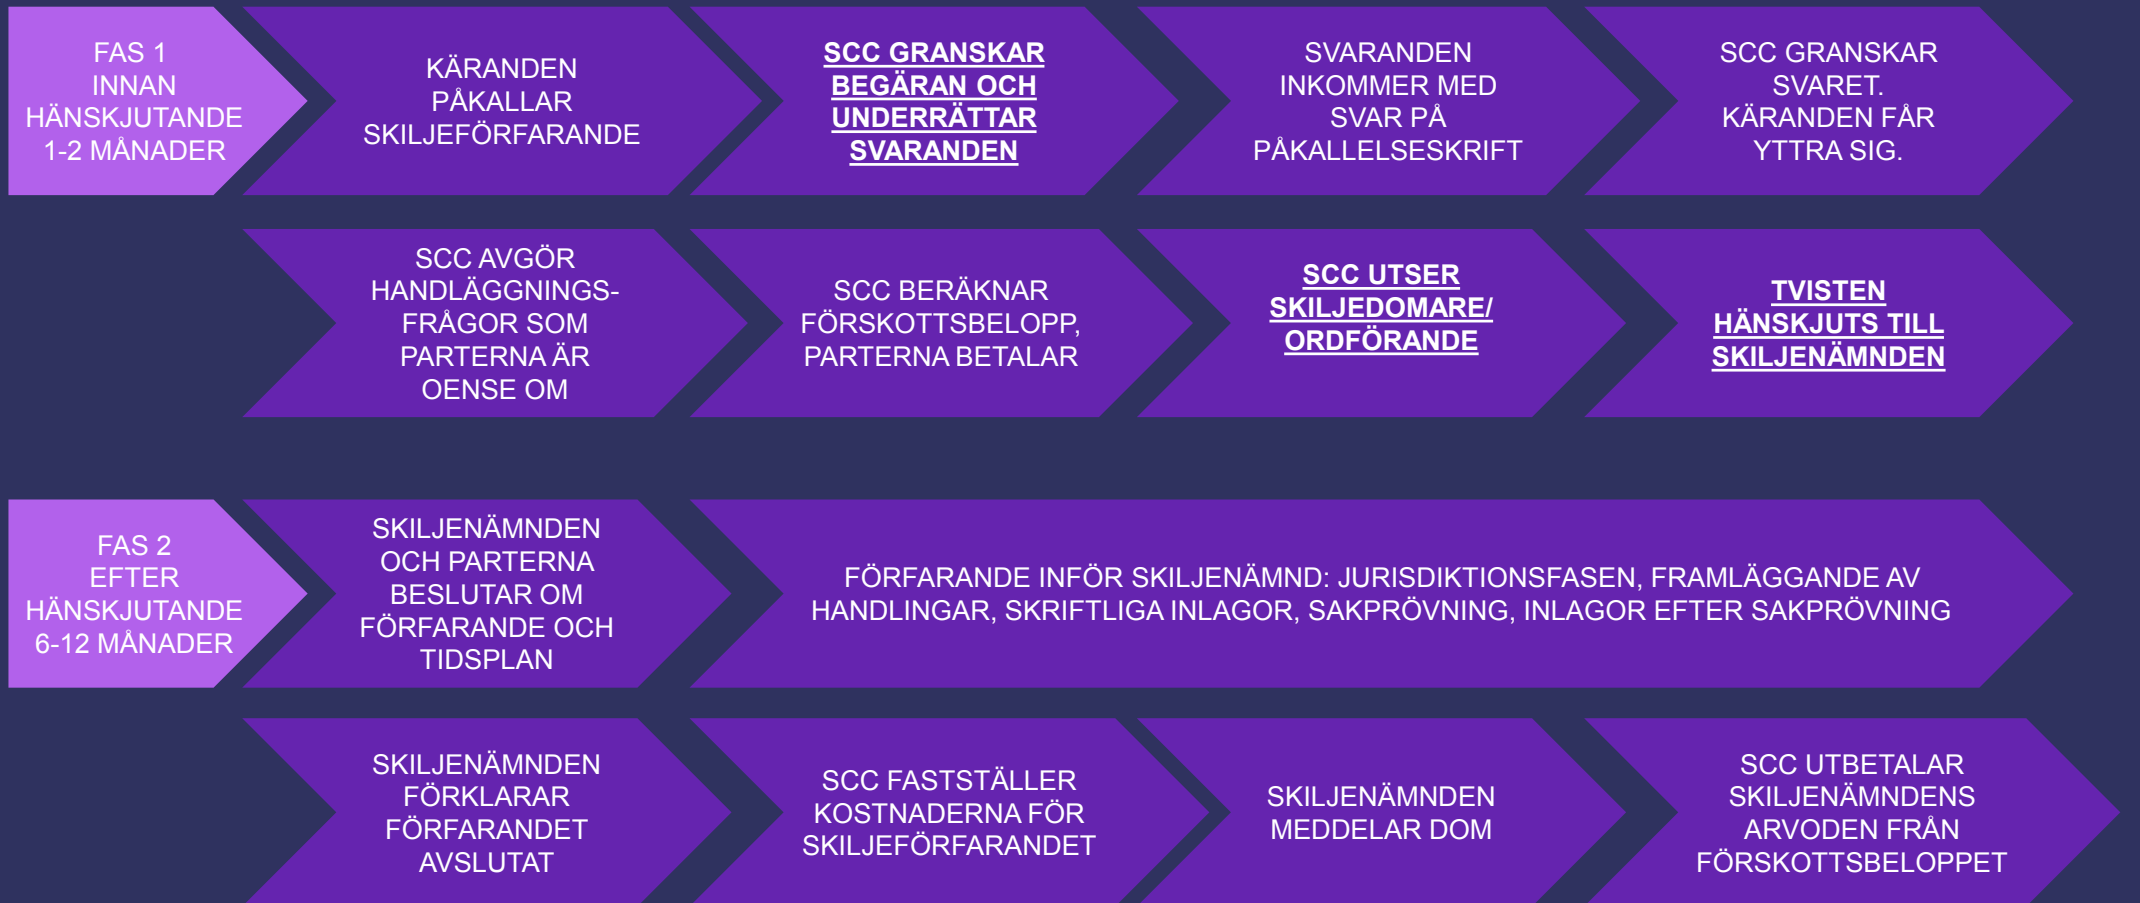 FAS 1
INNAN
HÄNSKJUTANDE
1-2 MÅNADER
KÄRANDEN
PÅKALLAR
SKILJEFÖRFARANDE
SCC GRANSKAR
BEGÄRAN OCH
UNDERRÄTTAR
SVARANDEN
SVARANDEN
INKOMMER MED
SVAR PÅ
PÅKALLELSESKRIFT
SCC GRANSKAR
SVARET.
KÄRANDEN FÅR
YTTRA SIG.
SCC AVGÖR
HANDLÄGGNINGS-
FRÅGOR SOM
PARTERNA ÄR
OENSE OM
SCC BERÄKNAR
FÖRSKOTTSBELOPP,
PARTERNA BETALAR
SCC UTSER
SKILJEDOMARE/
ORDFÖRANDE
TVISTEN
HÄNSKJUTS TILL
SKILJENÄMNDEN
FAS 2
EFTER
HÄNSKJUTANDE
6-12 MÅNADER
SKILJENÄMNDEN
OCH PARTERNA
BESLUTAR OM
FÖRFARANDE OCH
TIDSPLAN
FÖRFARANDE INFÖR SKILJENÄMND: JURISDIKTIONSFASEN, FRAMLÄGGANDE AV
HANDLINGAR, SKRIFTLIGA INLAGOR, SAKPRÖVNING, INLAGOR EFTER SAKPRÖVNING
SKILJENÄMNDEN
FÖRKLARAR
FÖRFARANDET
AVSLUTAT
SCC FASTSTÄLLER
KOSTNADERNA FÖR
SKILJEFÖRFARANDET
SKILJENÄMNDEN
MEDDELAR DOM
SCC UTBETALAR
SKILJENÄMNDENS
ARVODEN FRÅN
FÖRSKOTTSBELOPPET